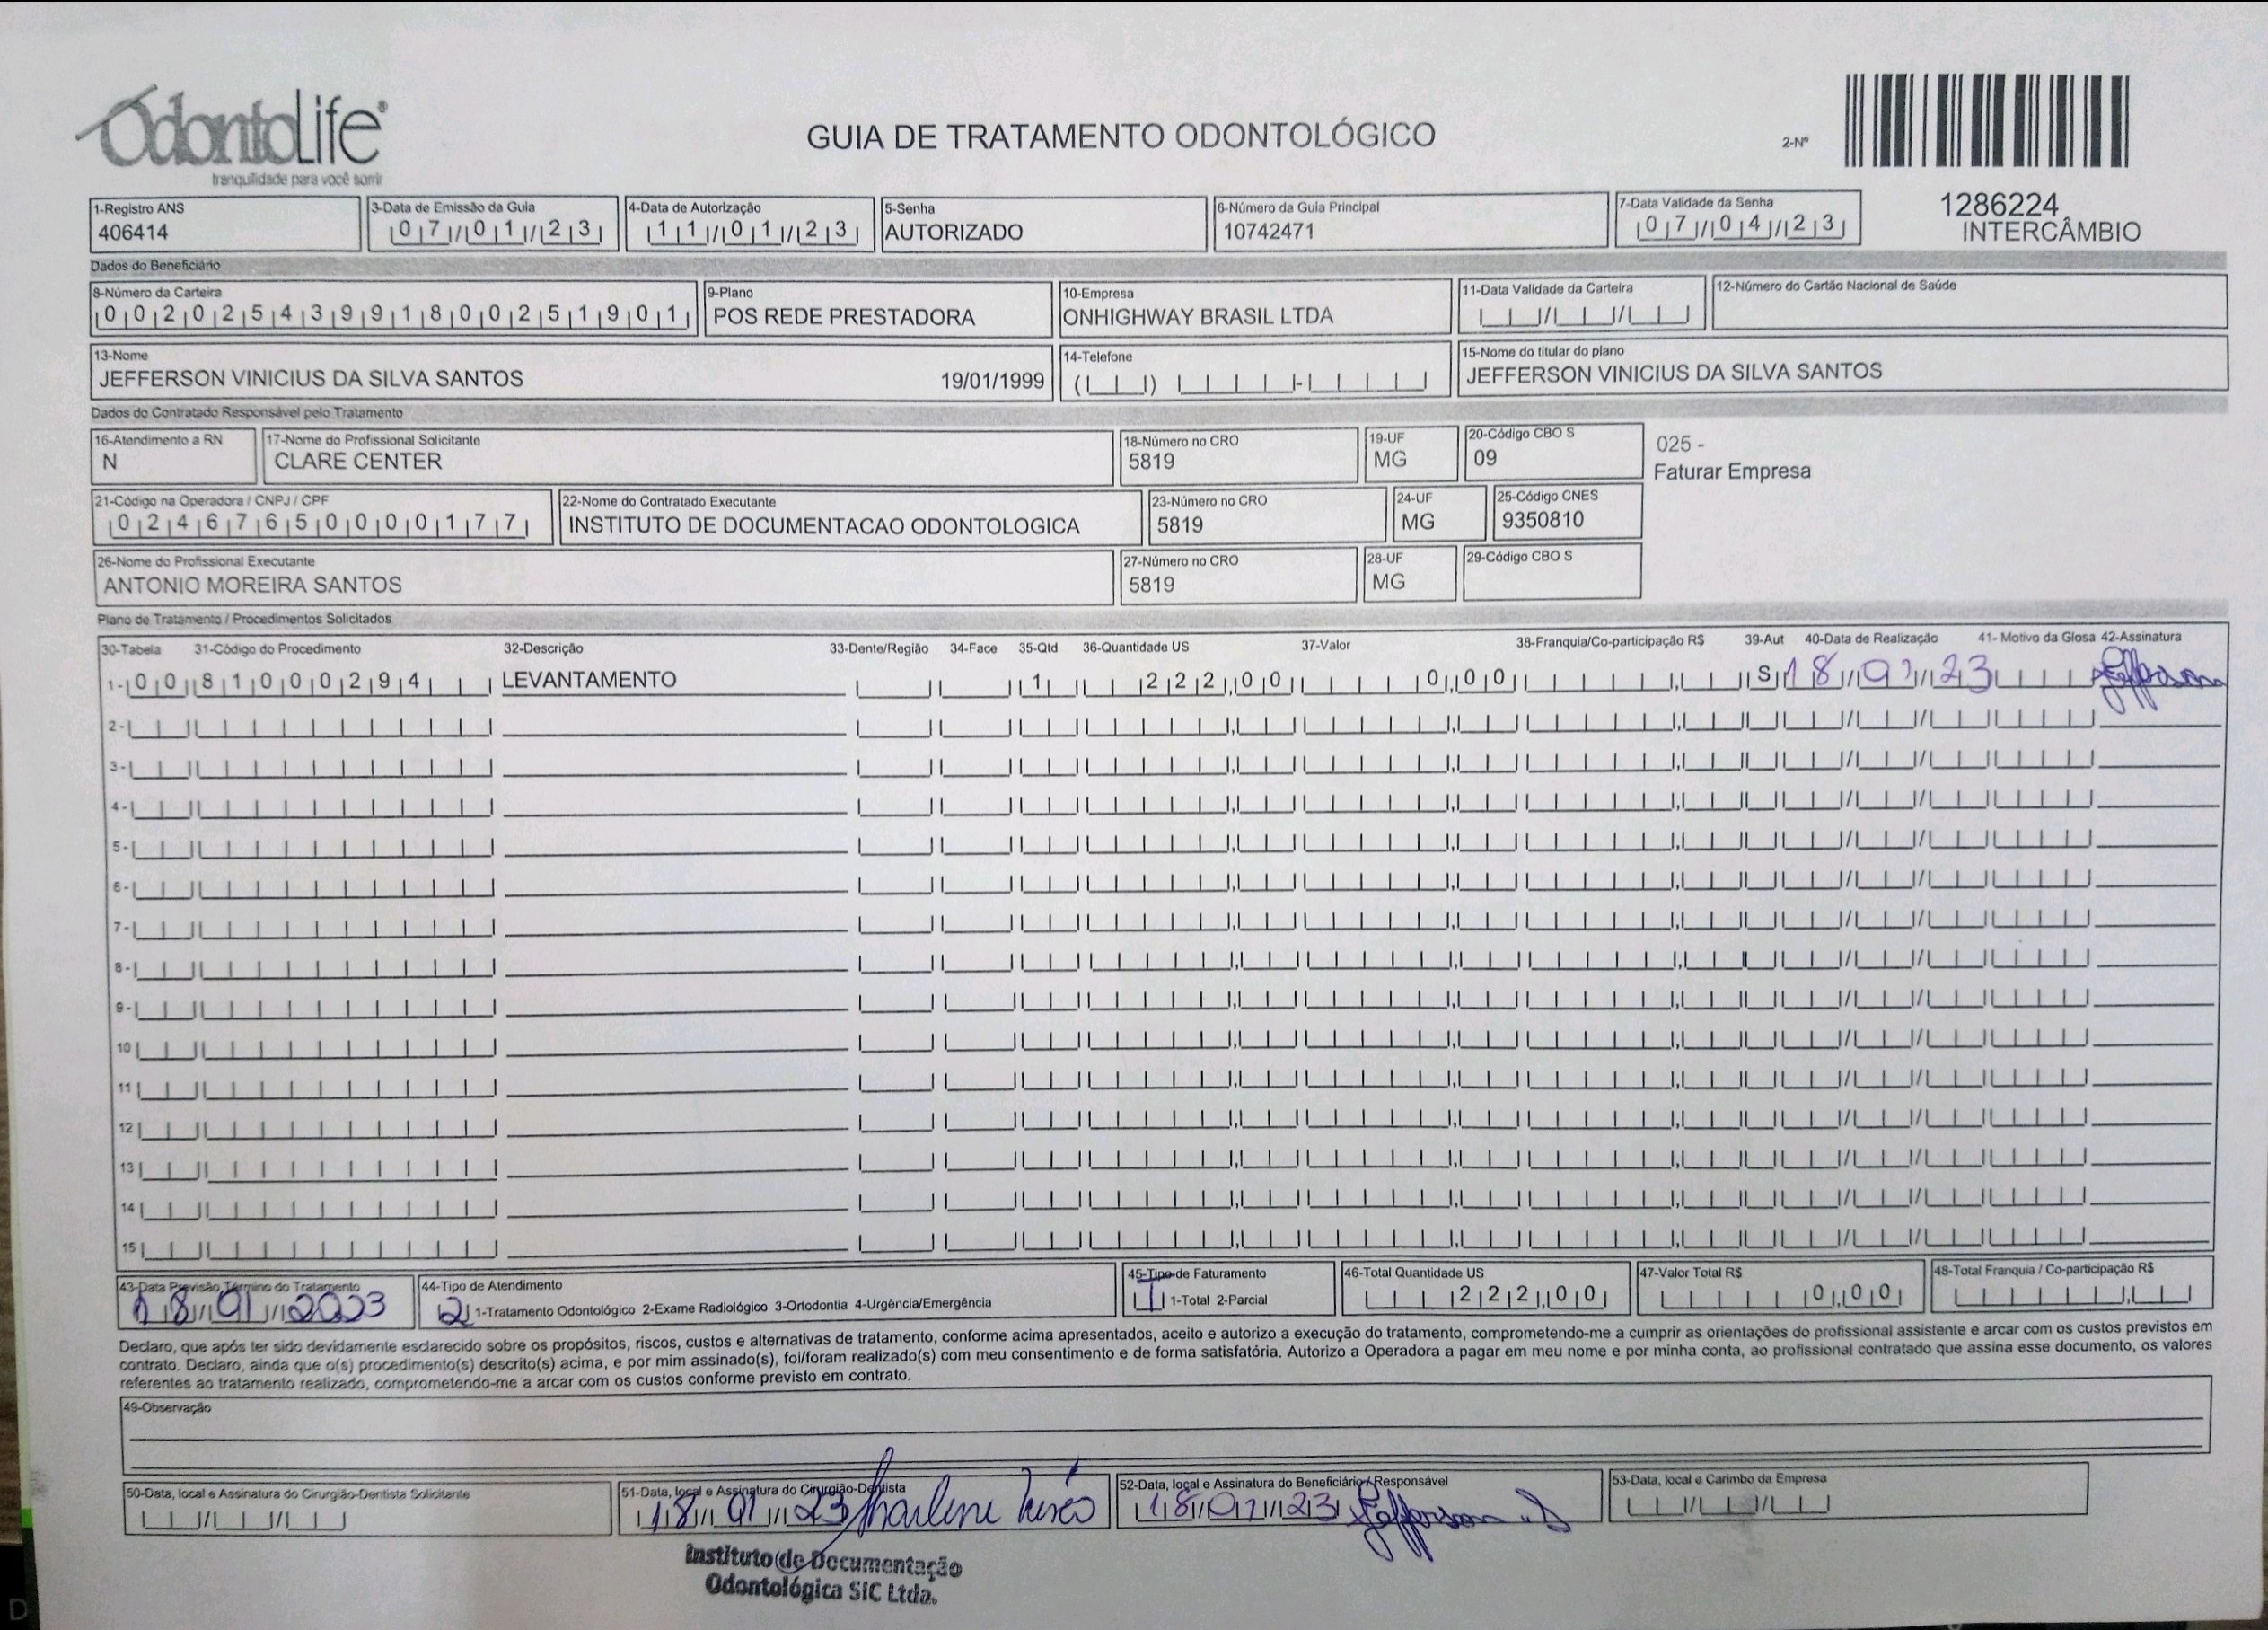 OdontoLife®
tranquilidade para você sorrir
GUIA DE TRATAMENTO ODONTOLÓGICO
2-Nº
1286224
INTERCÂMBIO
1-Registro ANS
406414
3-Data de Emissão da Guia
07/01/23
4-Data de Autorização
11/01/23
5-Senha
AUTORIZADO
6-Número da Guia Principal
10742471
7-Data Validade da Senha
07/04/23
Dados do Beneficiário
8-Número da Carteira
00202543991800251901
9-Plano
POS REDE PRESTADORA
10-Empresa
ONHIGHWAY BRASIL LTDA
11-Data Validade da Carteira
12-Número do Cartão Nacional de Saúde
13-Nome
JEFFERSON VINICIUS DA SILVA SANTOS 19/01/1999
14-Telefone
15-Nome do titular do plano
JEFFERSON VINICIUS DA SILVA SANTOS
Dados do Contratado Responsável pelo Tratamento
16-Atendimento a RN
N
17-Nome do Profissional Solicitante
CLARE CENTER
18-Número no CRO
5819
19-UF
MG
20-Código CBO S
09
025 -
Faturar Empresa
21-Código na Operadora / CNPJ / CPF
02467650000177
22-Nome do Contratado Executante
INSTITUTO DE DOCUMENTACAO ODONTOLOGICA
23-Número no CRO
5819
24-UF
MG
25-Código CNES
9350810
26-Nome do Profissional Executante
ANTONIO MOREIRA SANTOS
27-Número no CRO
5819
28-UF
MG
29-Código CBO S
Plano de Tratamento / Procedimentos Solicitados
30-Tabela 31-Código do Procedimento 32-Descrição 33-Dente/Região 34-Face 35-Qtd 36-Quantidade US 37-Valor 38-Franquia/Co-participação R$ 39-Aut 40-Data de Realização 41- Motivo da Glosa 42-Assinatura
1- 00 81000294 LEVANTAMENTO 1 222,00 0,00 S 18/01/23 Jefferson
2-
3-
4-
5-
6-
7-
8-
9-
10
11
12
13
14
15
43-Data Previsão Término do Tratamento
18/01/2023
44-Tipo de Atendimento
2 1-Tratamento Odontológico 2-Exame Radiológico 3-Ortodontia 4-Urgência/Emergência
45-Tipo de Faturamento
1 1-Total 2-Parcial
46-Total Quantidade US
222,00
47-Valor Total R$
0,00
48-Total Franquia / Co-participação R$
Declaro, que após ter sido devidamente esclarecido sobre os propósitos, riscos, custos e alternativas de tratamento, conforme acima apresentados, aceito e autorizo a execução do tratamento, comprometendo-me a cumprir as orientações do profissional assistente e arcar com os custos previstos em
contrato. Declaro, ainda que o(s) procedimento(s) descrito(s) acima, e por mim assinado(s), foi/foram realizado(s) com meu consentimento e de forma satisfatória. Autorizo a Operadora a pagar em meu nome e por minha conta, ao profissional contratado que assina esse documento, os valores
referentes ao tratamento realizado, comprometendo-me a arcar com os custos conforme previsto em contrato.
49-Observação
50-Data, local e Assinatura do Cirurgião-Dentista Solicitante
51-Data, local e Assinatura do Cirurgião-Dentista
18/01/23
52-Data, local e Assinatura do Beneficiário/Responsável
18/01/23 Jefferson
53-Data, local e Carimbo da Empresa
Instituto de Documentação
Odontológica S/C Ltda.